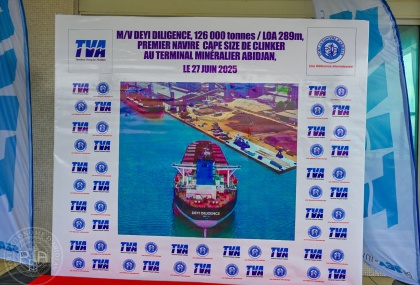 M/V DEYI DILIGENCE, 126 000 tonnes / LOA 289m,
PREMIER NAVIRE CAPE SIZE DE CLINKER
AU TERMINAL MINÉRALIER ABIDJAN,
LE 27 JUIN 2025
TVA
DEYI DILIGENCE